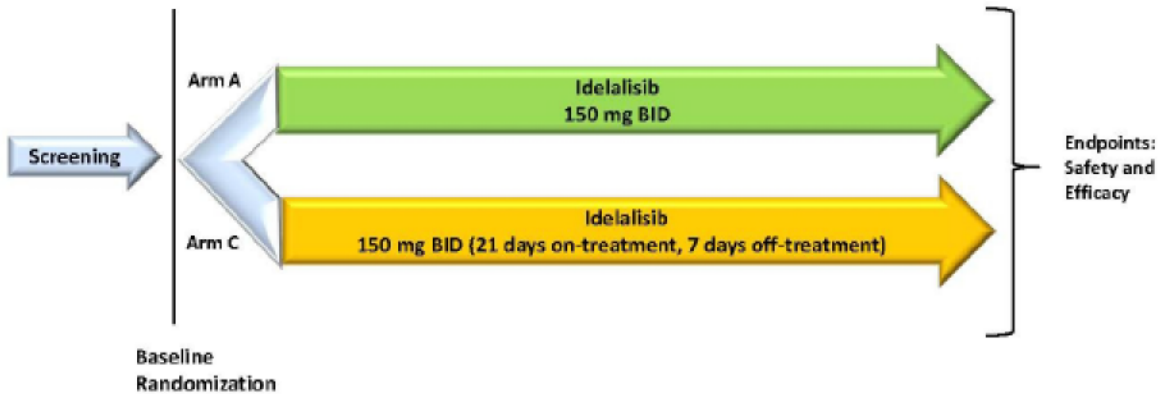 Screening
Arm A
Idelalisib
150 mg BID
Arm C
Idelalisib
150 mg BID (21 days on-treatment, 7 days off-treatment)
Endpoints:
Safety and
Efficacy
Baseline
Randomization